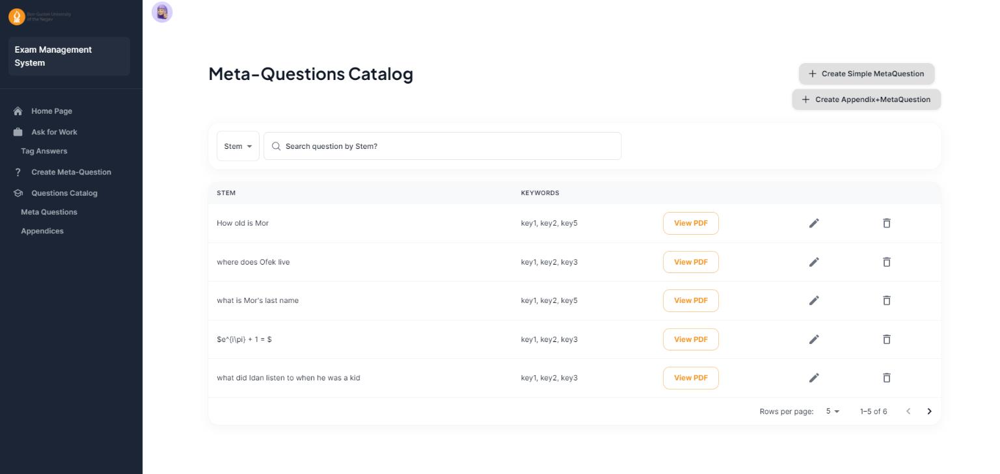 Ben-Gurion University
of the Negev
Exam Management
System
Home Page
Ask for Work
Tag Answers
Create Meta-Question
Questions Catalog
Meta Questions
Appendices
Meta-Questions Catalog
Create Simple MetaQuestion
Create Appendix+MetaQuestion
Stem
Search question by Stem?
STEM KEYWORDS
How old is Mor key1, key2, key5 View PDF
where does Ofek live key1, key2, key3 View PDF
what is Mor's last name key1, key2, key5 View PDF
$e^{i\pi} + 1 = $ key1, key2, key3 View PDF
what did Idan listen to when he was a kid key1, key2, key3 View PDF
Rows per page: 5 1–5 of 6